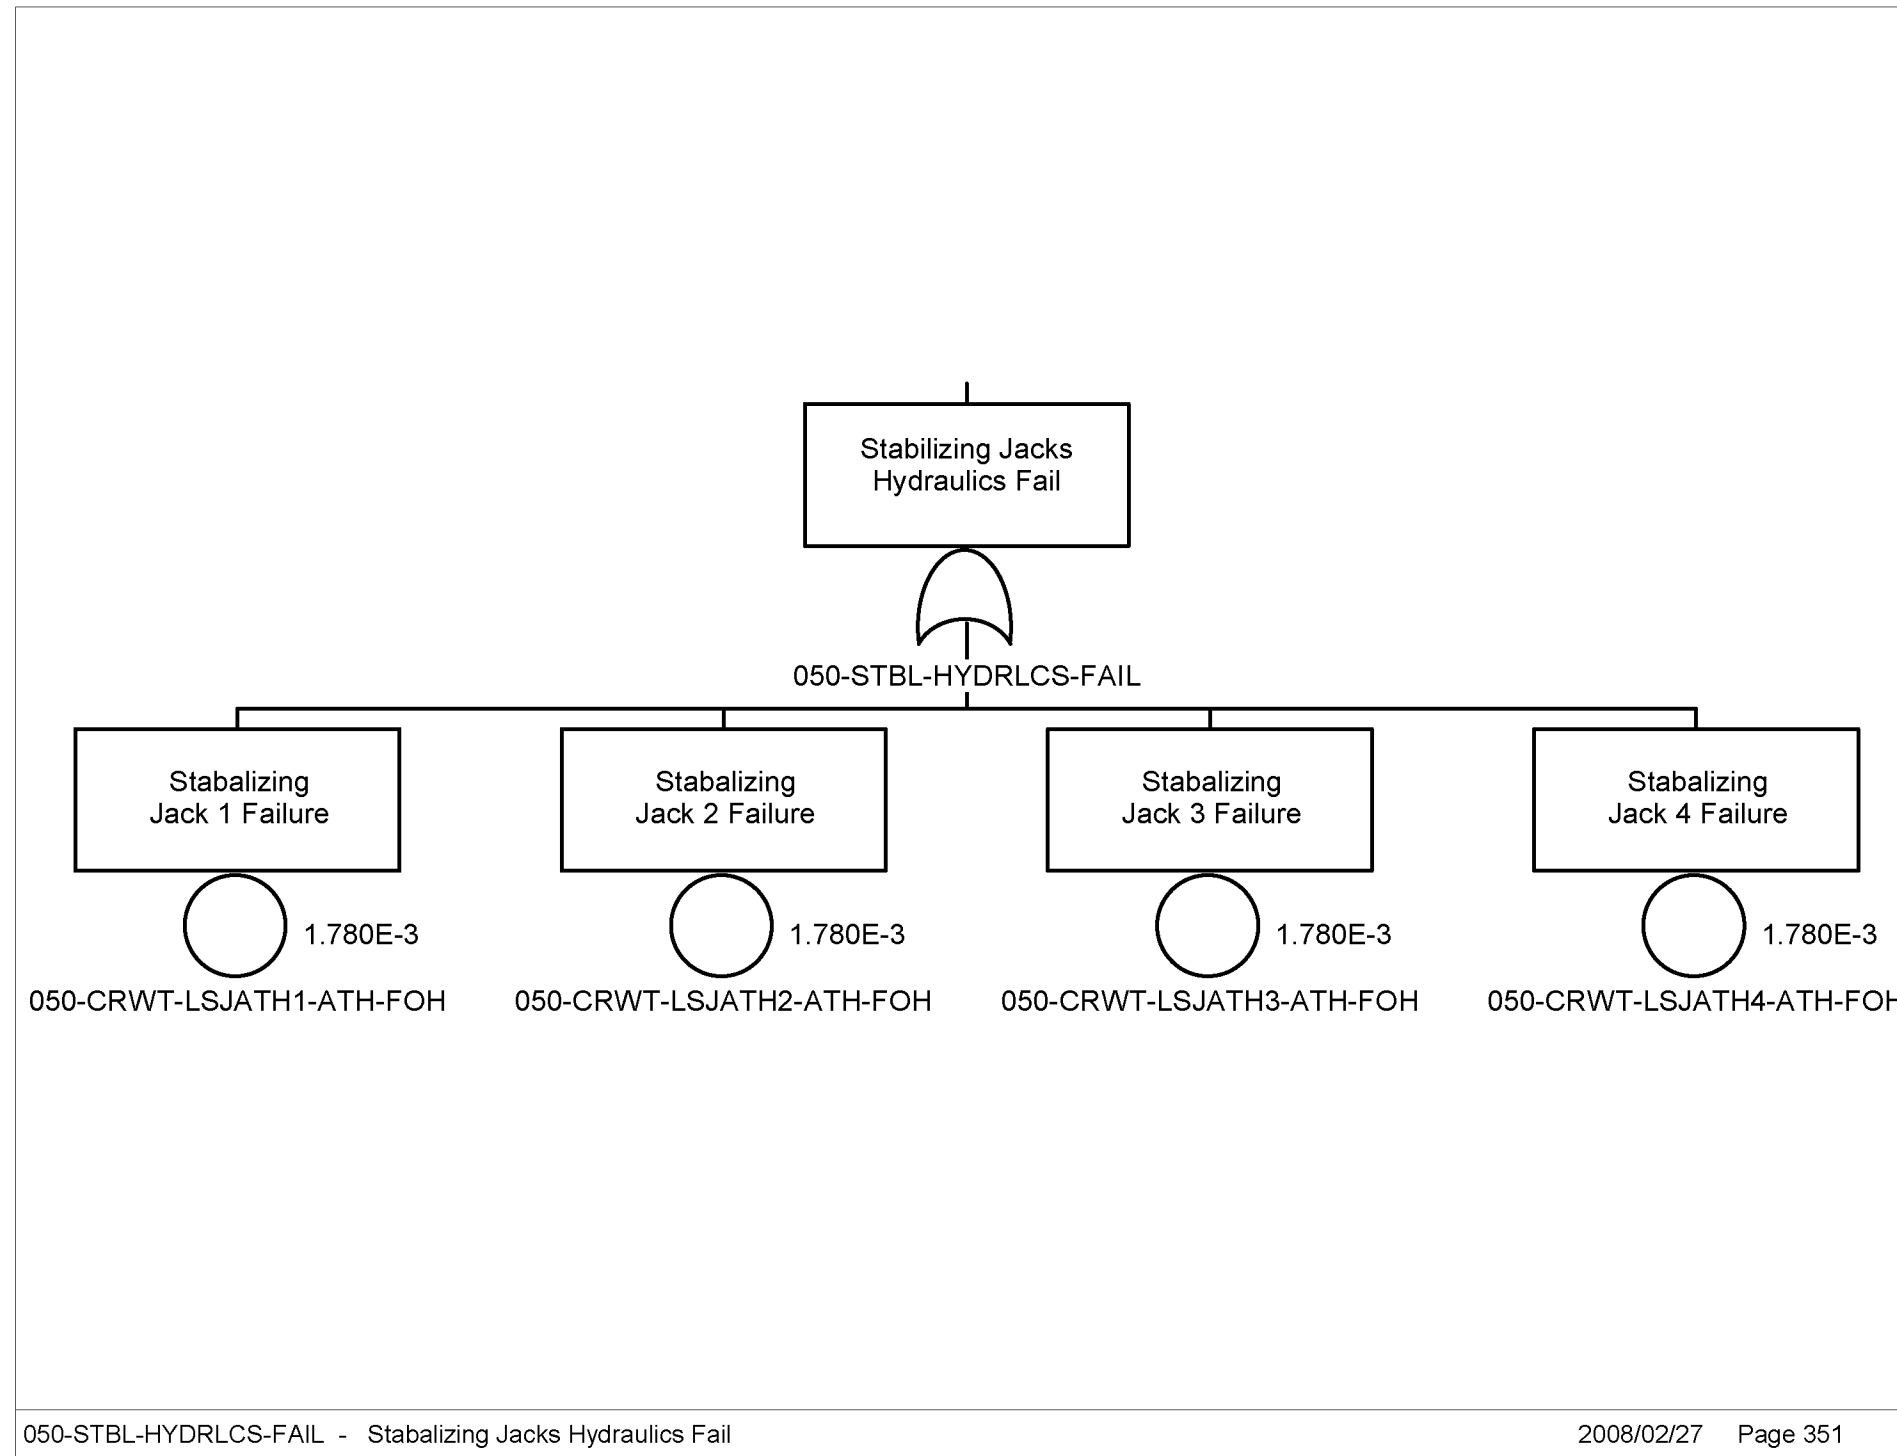 Stabilizing Jacks
Hydraulics Fail
050-STBL-HYDRLCS-FAIL
Stabalizing
Jack 1 Failure
Stabalizing
Jack 2 Failure
Stabalizing
Jack 3 Failure
Stabalizing
Jack 4 Failure
1.780E-3
1.780E-3
1.780E-3
1.780E-3
050-CRWT-LSJATH1-ATH-FOH
050-CRWT-LSJATH2-ATH-FOH
050-CRWT-LSJATH3-ATH-FOH
050-CRWT-LSJATH4-ATH-FOH
050-STBL-HYDRLCS-FAIL - Stabalizing Jacks Hydraulics Fail
2008/02/27 Page 351